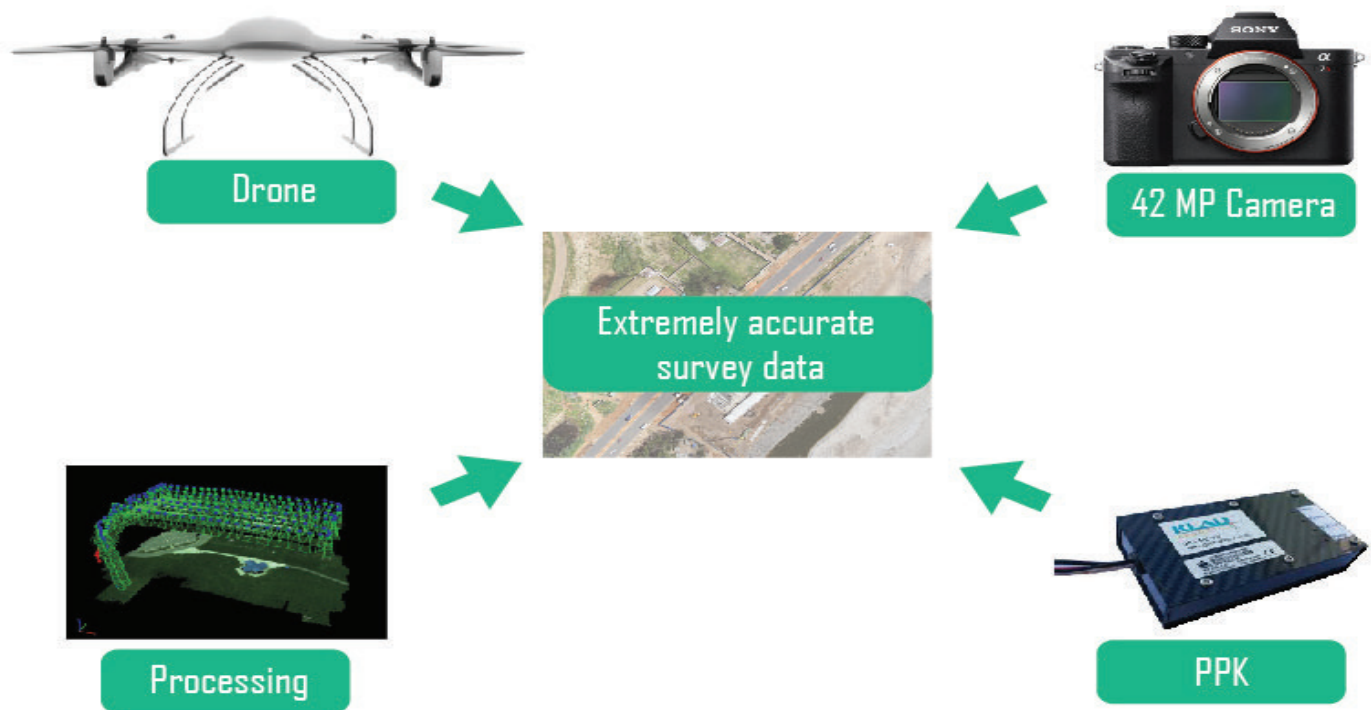 Drone
SONY
α
42 MP Camera
Extremely accurate
survey data
KLAU
Processing
PPK